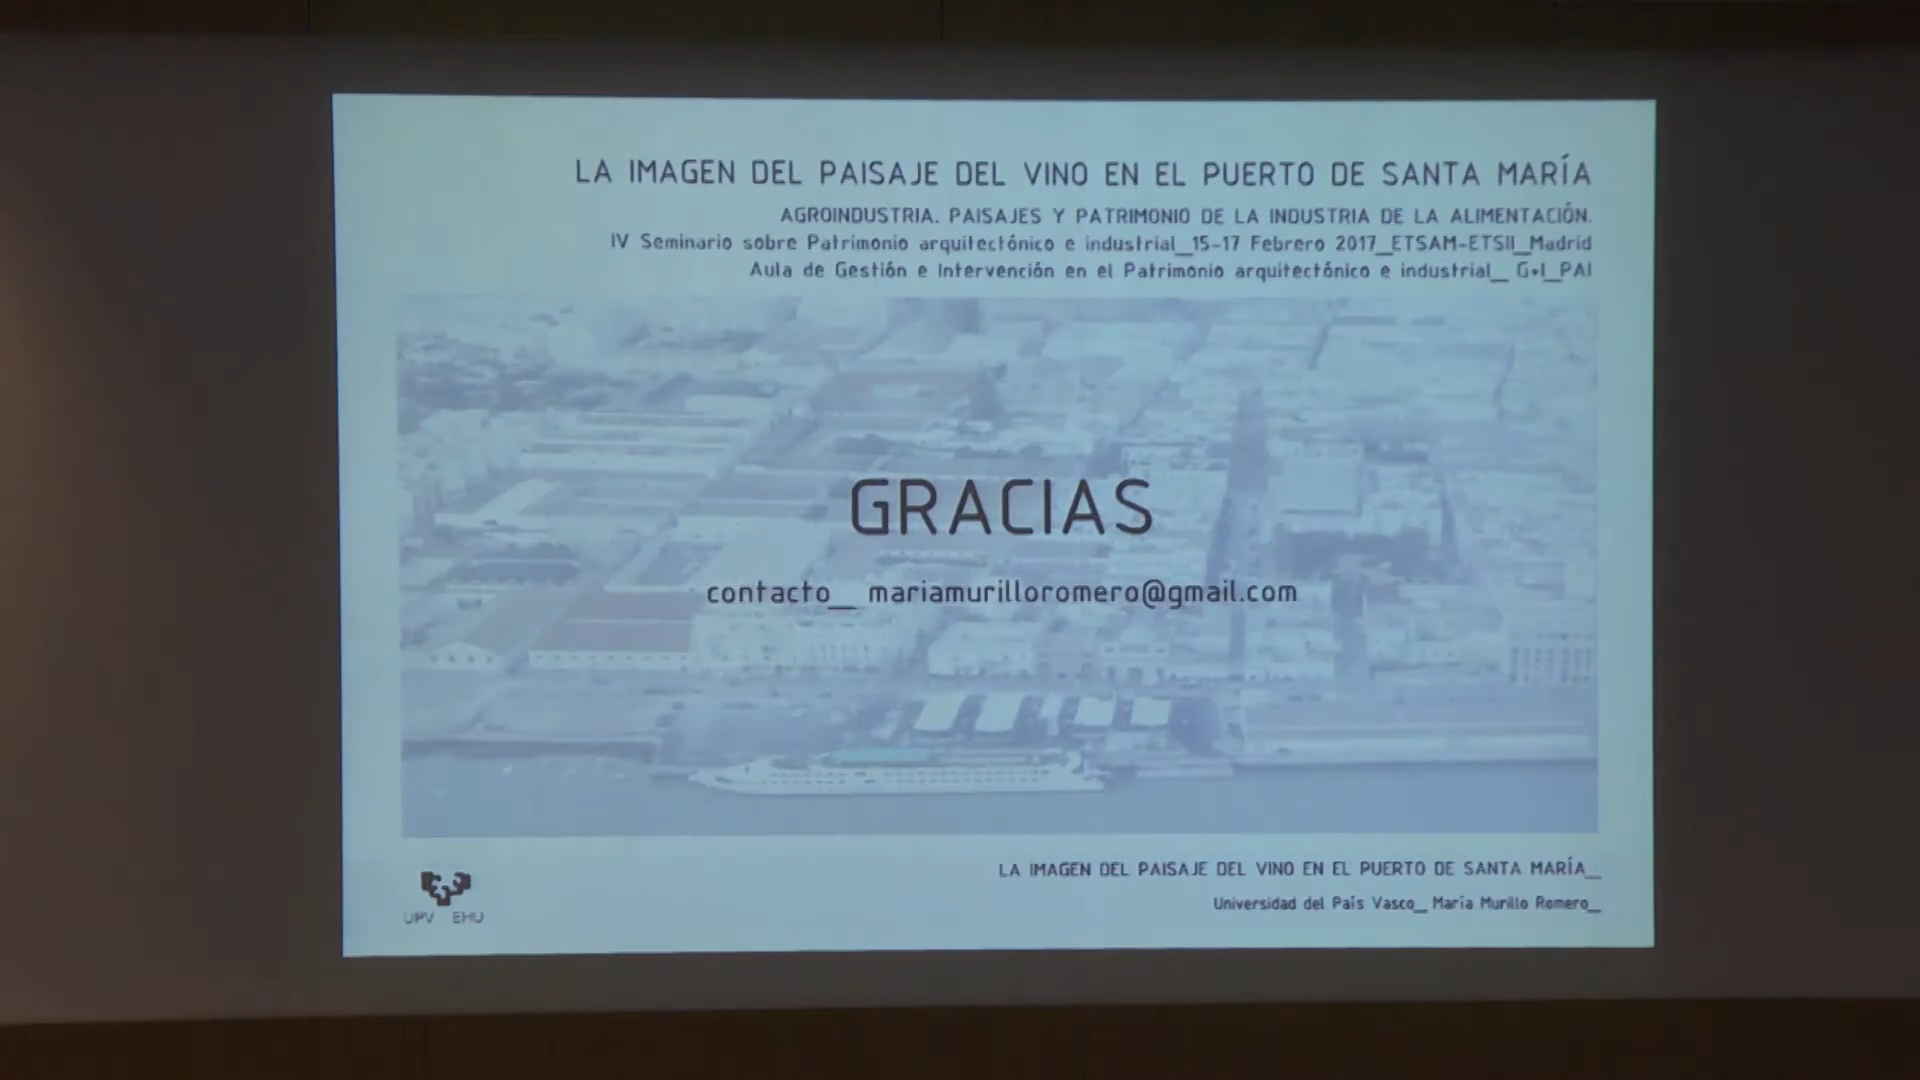 LA IMAGEN DEL PAISAJE DEL VINO EN EL PUERTO DE SANTA MARÍA
AGROINDUSTRIA. PAISAJES Y PATRIMONIO DE LA INDUSTRIA DE LA ALIMENTACIÓN.
IV Seminario sobre Patrimonio arquitectónico e industrial_15-17 Febrero 2017_ETSAM-ETSII_Madrid
Aula de Gestión e Intervención en el Patrimonio arquitectónico e industrial_ G+I_PAI
GRACIAS
contacto_ mariamurilloromero@gmail.com
LA IMAGEN DEL PAISAJE DEL VINO EN EL PUERTO DE SANTA MARÍA_
Universidad del País Vasco_ María Murillo Romero_
UPV EHU